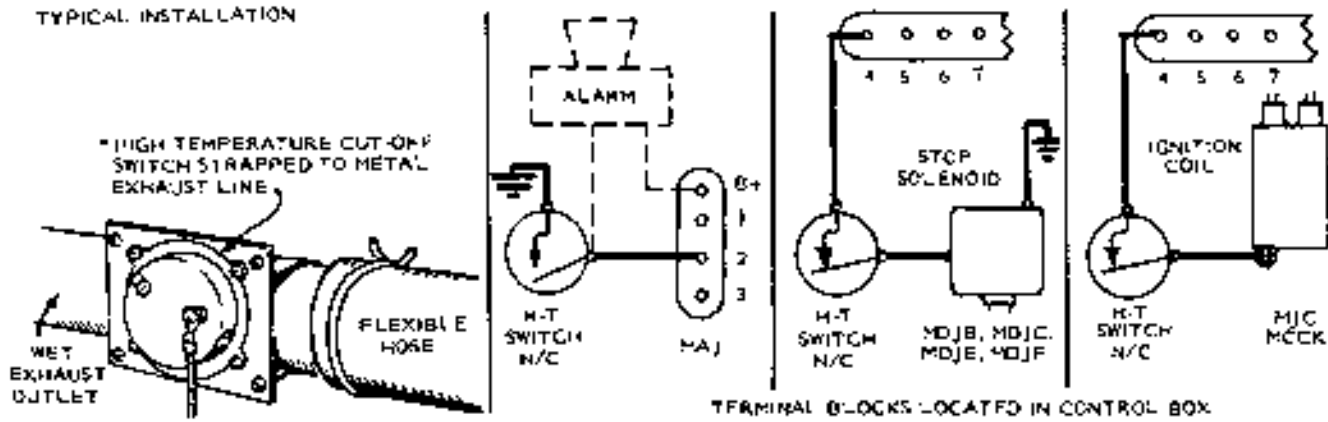 TYPICAL INSTALLATION
*HIGH TEMPERATURE CUT-OFF
SWITCH STRAPPED TO METAL
EXHAUST LINE
WET
EXHAUST
OUTLET
FLEXIBLE
HOSE
ALARM
B+
1
2
3
H-T
SWITCH
N/C
MAJ
4 5 6 7
STOP
SOLENOID
H-T
SWITCH
N/C
MDJB, MDJC,
MDJE, MDJF
4 5 6 7
IGNITION
COIL
H-T
SWITCH
N/C
MJC
MCCK
TERMINAL BLOCKS LOCATED IN CONTROL BOX